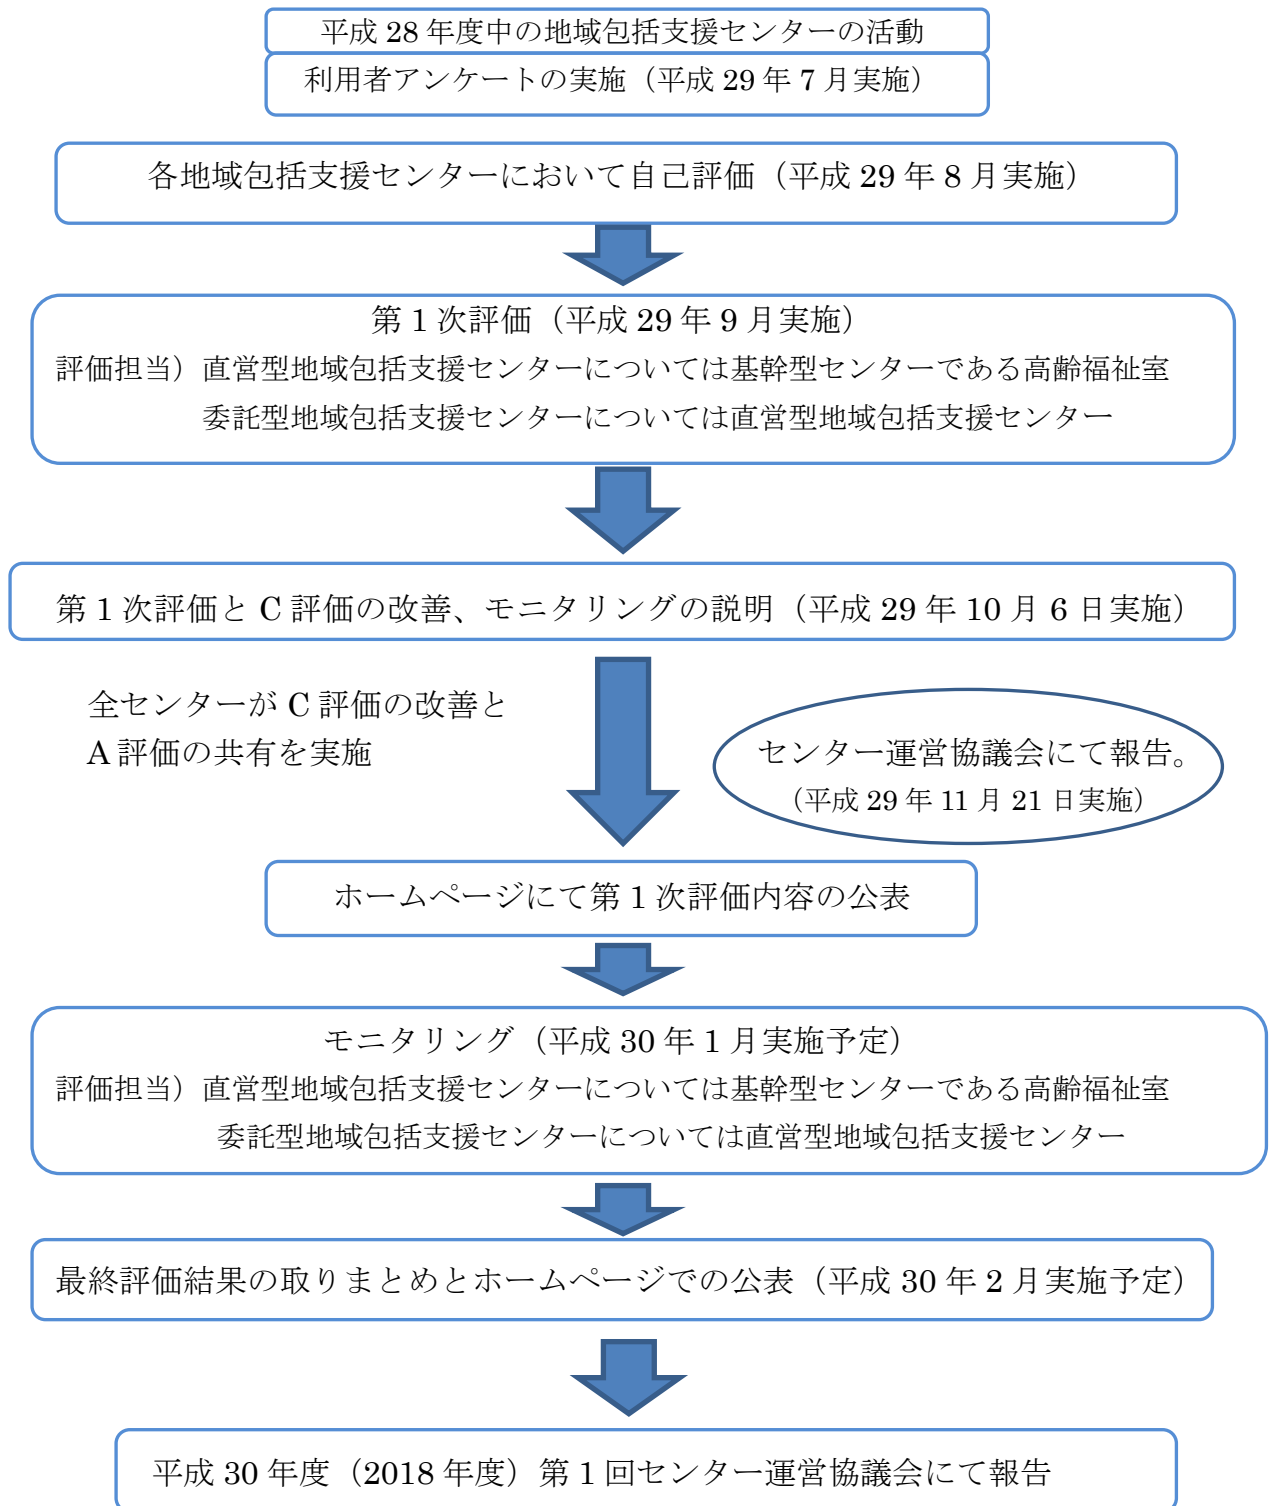 平成 28 年度中の地域包括支援センターの活動
利用者アンケートの実施（平成 29 年 7 月実施）
各地域包括支援センターにおいて自己評価（平成 29 年 8 月実施）
第 1 次評価（平成 29 年 9 月実施）
評価担当）直営型地域包括支援センターについては基幹型センターである高齢福祉室
委託型地域包括支援センターについては直営型地域包括支援センター
第 1 次評価と C 評価の改善、モニタリングの説明（平成 29 年 10 月 6 日実施）
全センターが C 評価の改善と
A 評価の共有を実施
センター運営協議会にて報告。
（平成 29 年 11 月 21 日実施）
ホームページにて第 1 次評価内容の公表
モニタリング（平成 30 年 1 月実施予定）
評価担当）直営型地域包括支援センターについては基幹型センターである高齢福祉室
委託型地域包括支援センターについては直営型地域包括支援センター
最終評価結果の取りまとめとホームページでの公表（平成 30 年 2 月実施予定）
平成 30 年度（2018 年度）第 1 回センター運営協議会にて報告